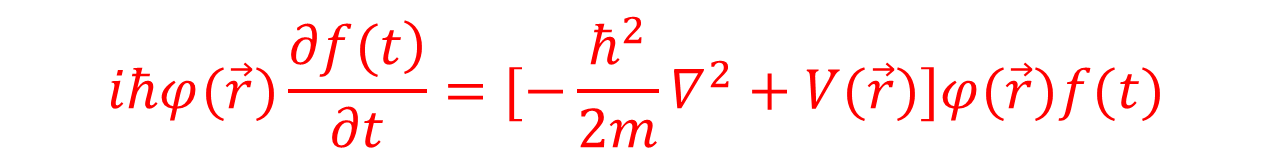 iħφ(r⃗) ∂f(t)/∂t = [− ħ²/2m ∇² + V(r⃗)]φ(r⃗)f(t)